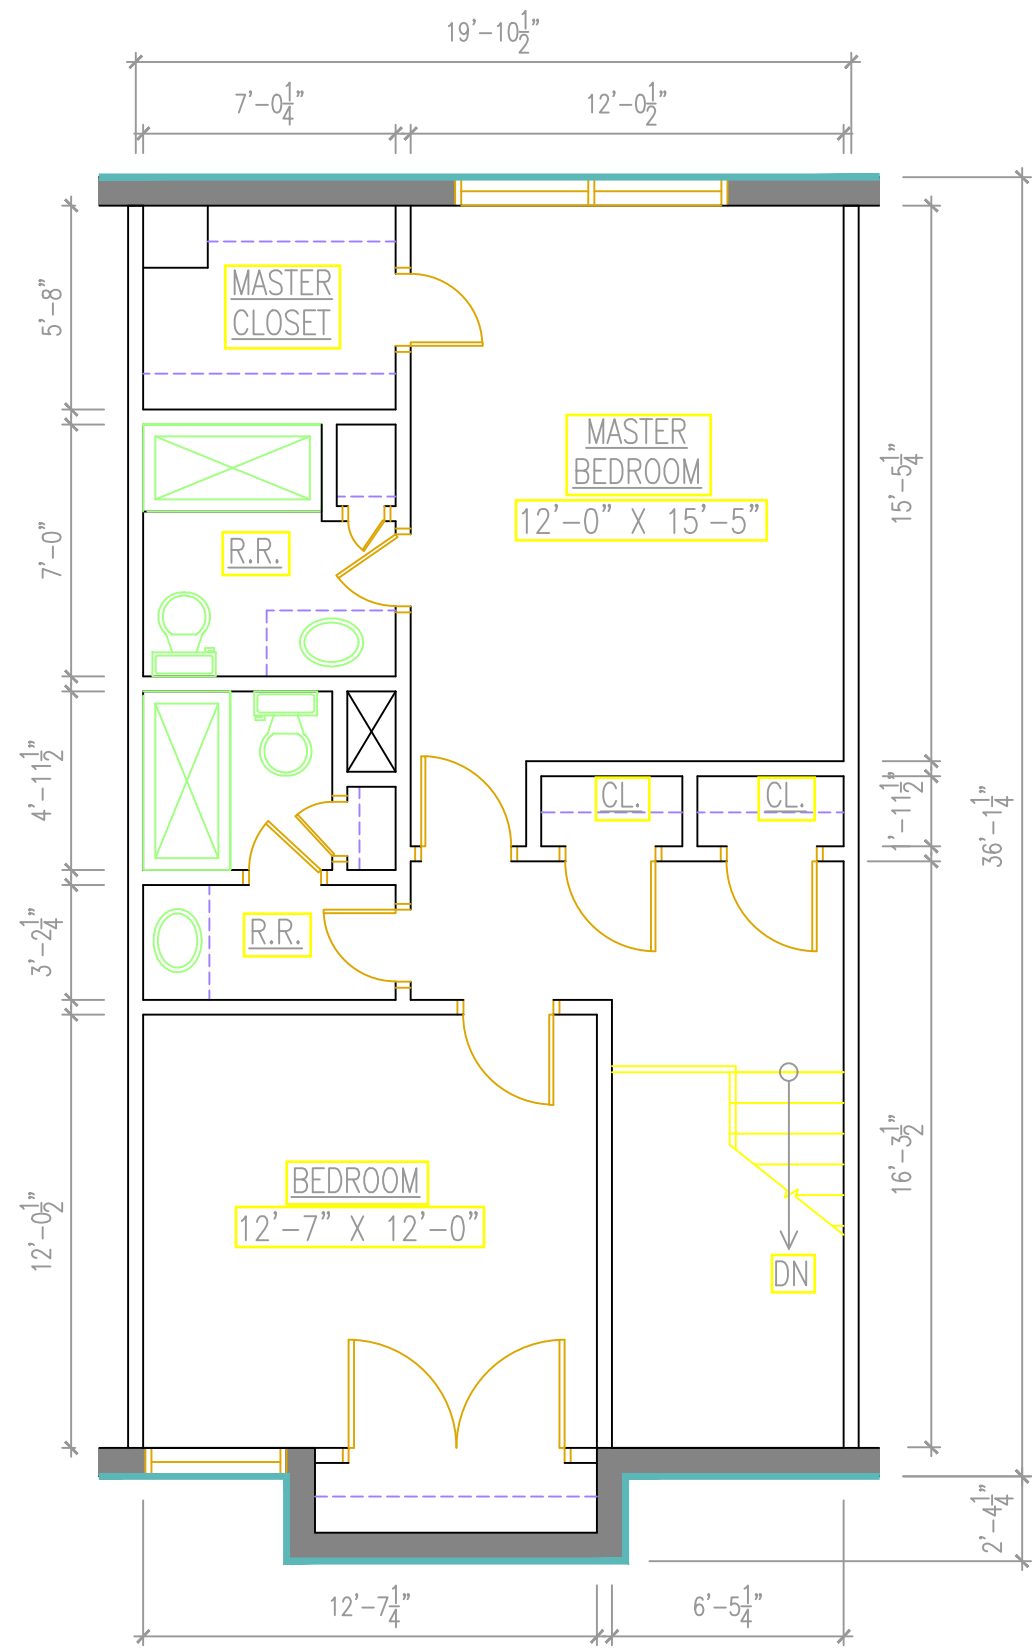 19'-10½"
7'-0¼"
12'-0½"
5'-8"
MASTER
CLOSET
MASTER
BEDROOM
12'-0" X 15'-5"
15'-5¼"
7'-0"
R.R.
4'-11½"
CL.
CL.
1'-11½"
36'-1¼"
3'-2¼"
R.R.
16'-3½"
BEDROOM
12'-7" X 12'-0"
12'-0½"
DN
2'-4¼"
12'-7¼"
6'-5¼"